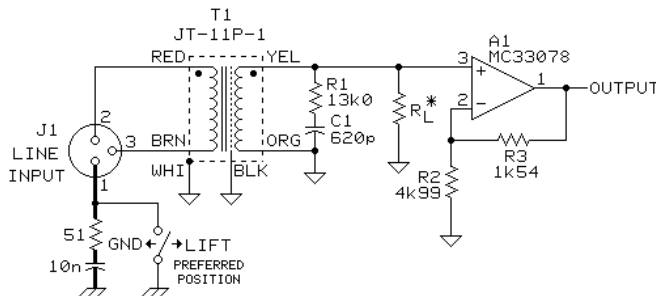 T1
JT-11P-1
RED
YEL
A1
MC33078
R1
13k0
C1
620p
R
L
*
3
+
2
−
1
OUTPUT
J1
LINE
INPUT
2
3
1
BRN
ORG
WHI
BLK
R3
1k54
R2
4k99
51
10n
GND
LIFT
PREFERRED
POSITION